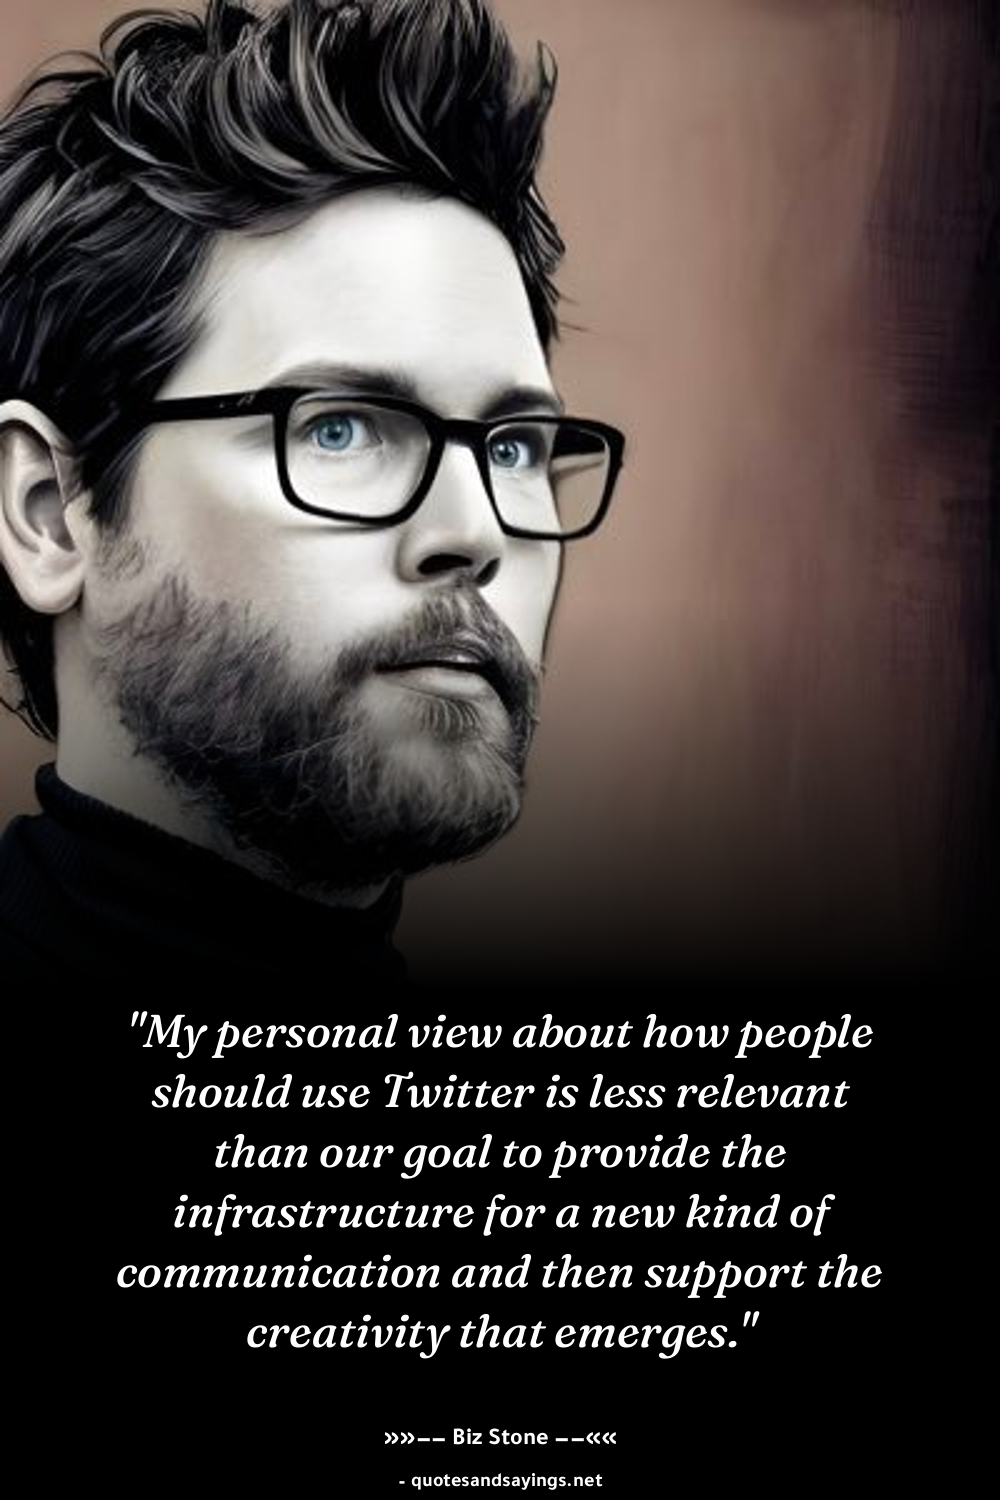 "My personal view about how people
should use Twitter is less relevant
than our goal to provide the
infrastructure for a new kind of
communication and then support the
creativity that emerges."
»»−− Biz Stone −−««
- quotesandsayings.net